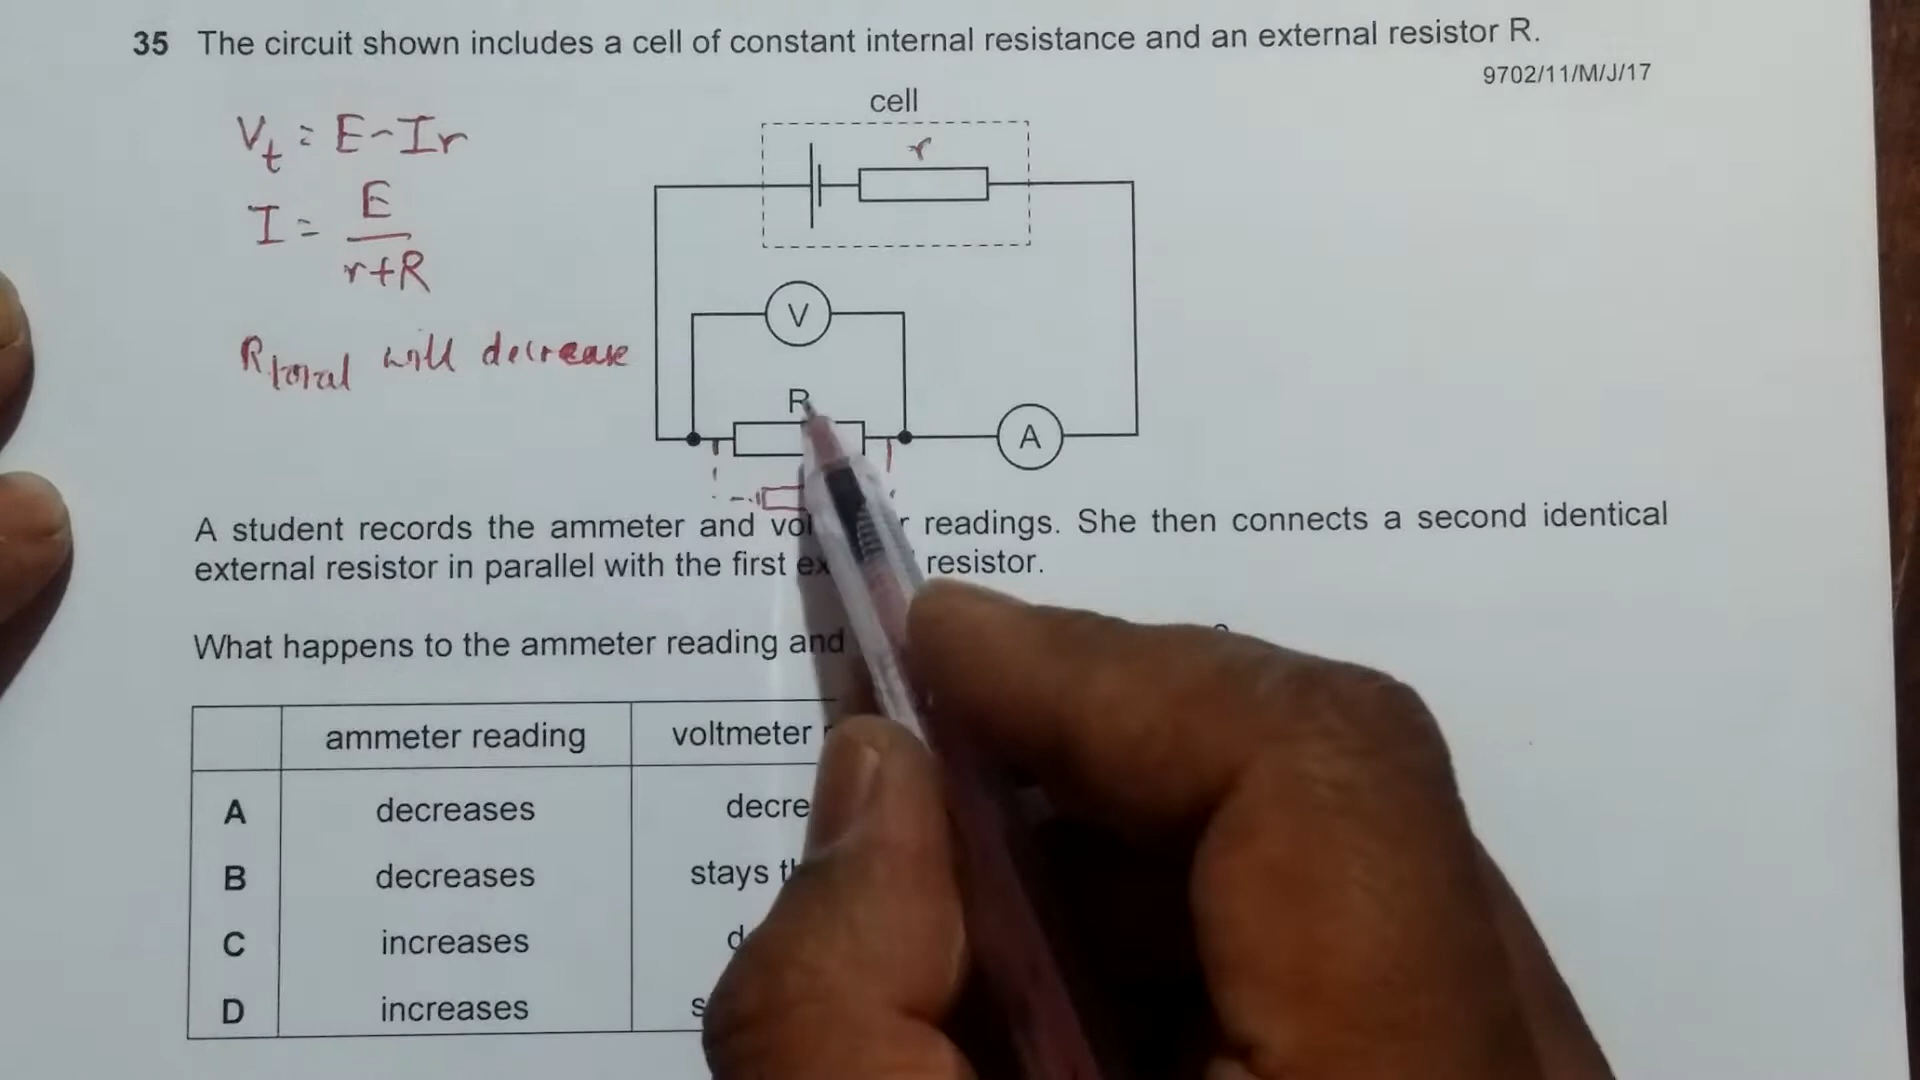 35 The circuit shown includes a cell of constant internal resistance and an external resistor R.
9702/11/M/J/17
cell
r
Vt = E - Ir
I = E
r+R
V
Rtotal will decrease
R
A
A student records the ammeter and readings. She then connects a second identical
external resistor in parallel with the first resistor.
What happens to the ammeter reading and
ammeter reading voltmeter
A decreases
B decreases stays
C increases
D increases